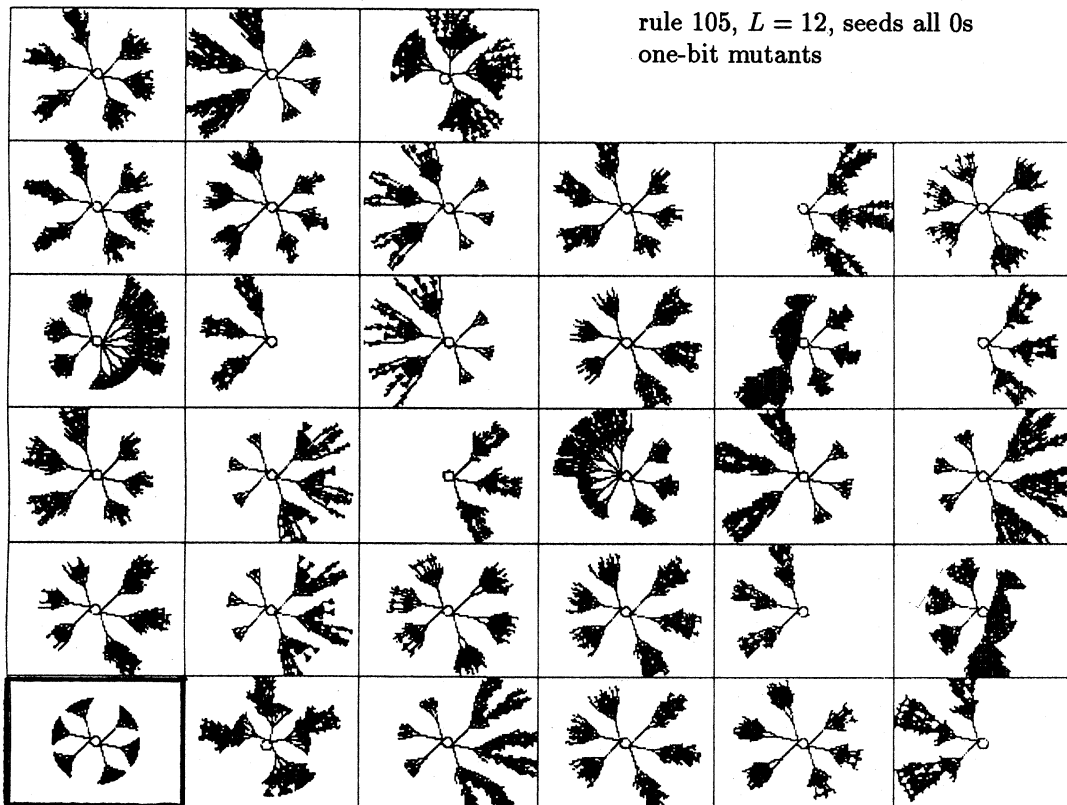 rule 105, L = 12, seeds all 0s
one-bit mutants